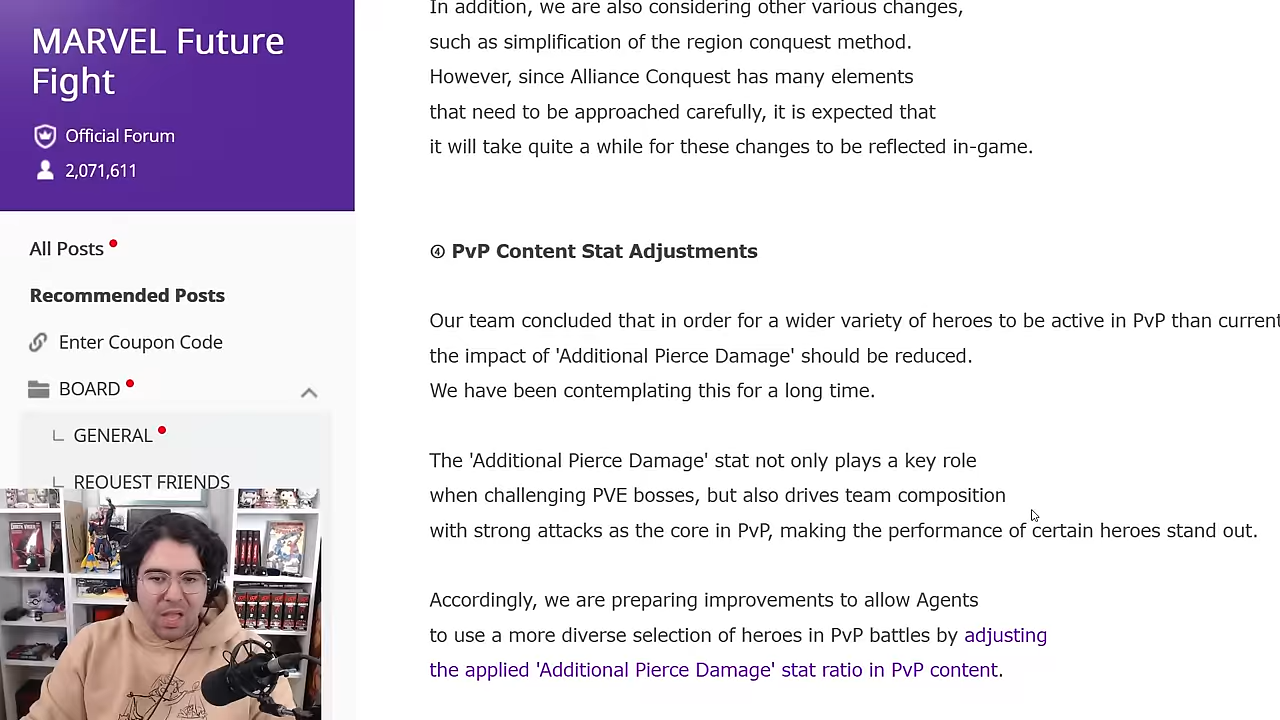 MARVEL Future
Fight
Official Forum
2,071,611
All Posts
Recommended Posts
Enter Coupon Code
BOARD
GENERAL
REQUEST FRIENDS
In addition, we are also considering other various changes,
such as simplification of the region conquest method.
However, since Alliance Conquest has many elements
that need to be approached carefully, it is expected that
it will take quite a while for these changes to be reflected in-game.
④ PvP Content Stat Adjustments
Our team concluded that in order for a wider variety of heroes to be active in PvP than current
the impact of 'Additional Pierce Damage' should be reduced.
We have been contemplating this for a long time.
The 'Additional Pierce Damage' stat not only plays a key role
when challenging PVE bosses, but also drives team composition
with strong attacks as the core in PvP, making the performance of certain heroes stand out.
Accordingly, we are preparing improvements to allow Agents
to use a more diverse selection of heroes in PvP battles by adjusting
the applied 'Additional Pierce Damage' stat ratio in PvP content.